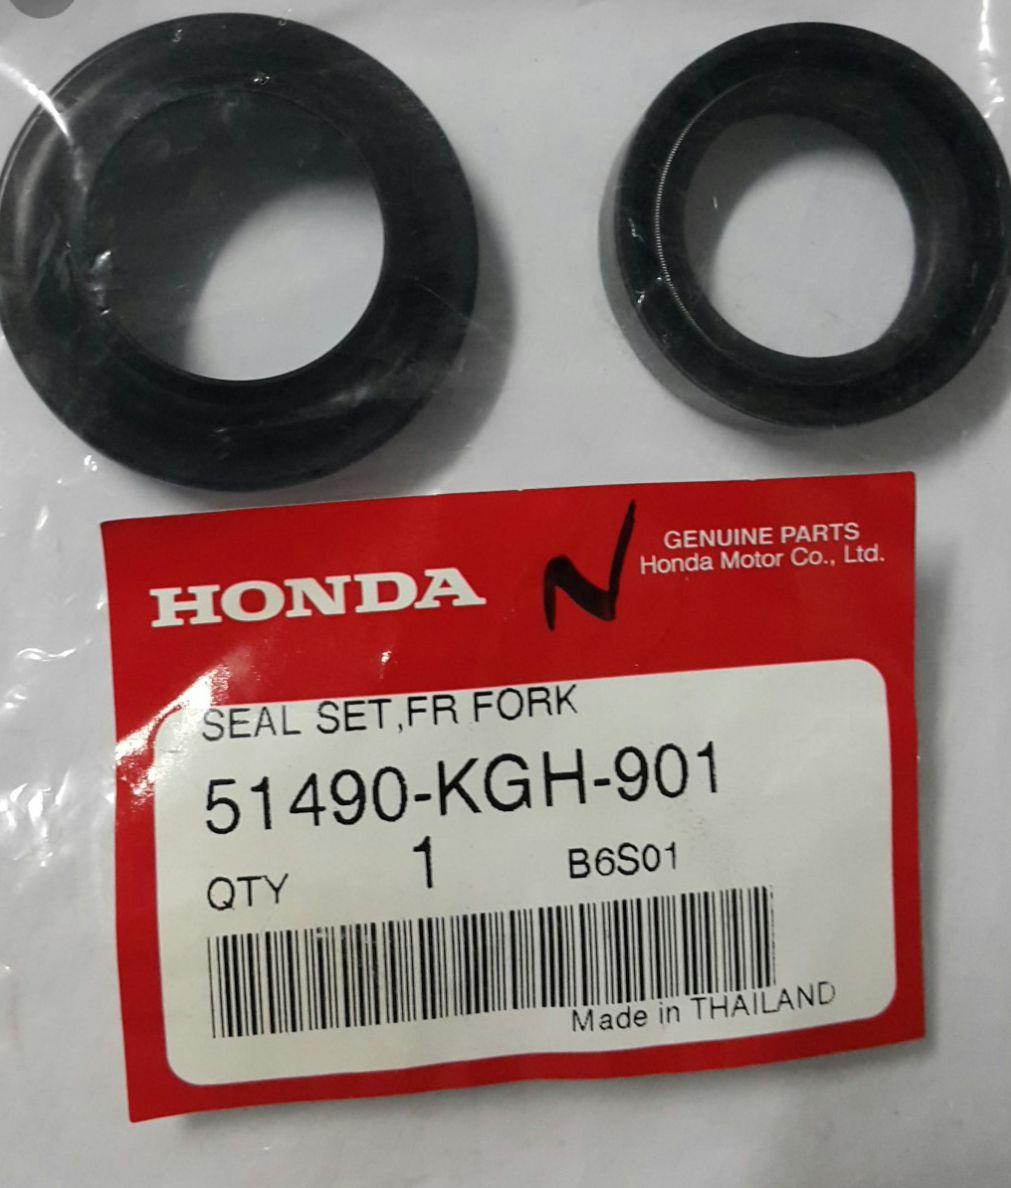 HONDA
N
GENUINE PARTS
Honda Motor Co., Ltd.
SEAL SET,FR FORK
51490-KGH-901
QTY 1 B6S01
Made in THAILAND